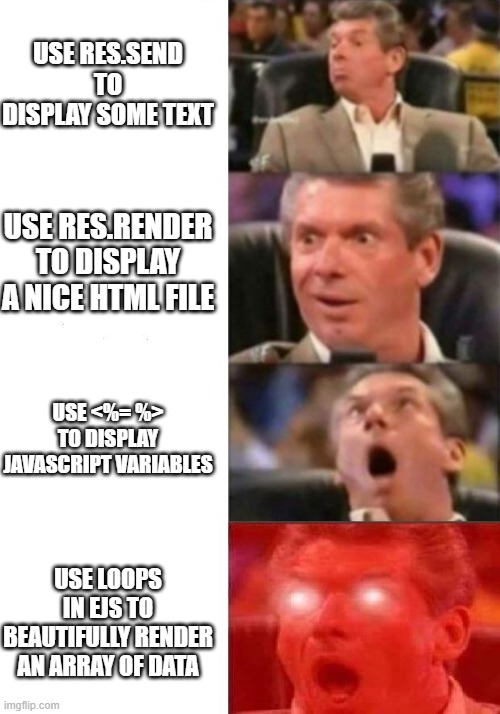 USE RES.SEND
TO
DISPLAY SOME TEXT
USE RES.RENDER
TO DISPLAY
A NICE HTML FILE
USE <%= %>
TO DISPLAY
JAVASCRIPT VARIABLES
USE LOOPS
IN EJS TO
BEAUTIFULLY RENDER
AN ARRAY OF DATA
imgflip.com